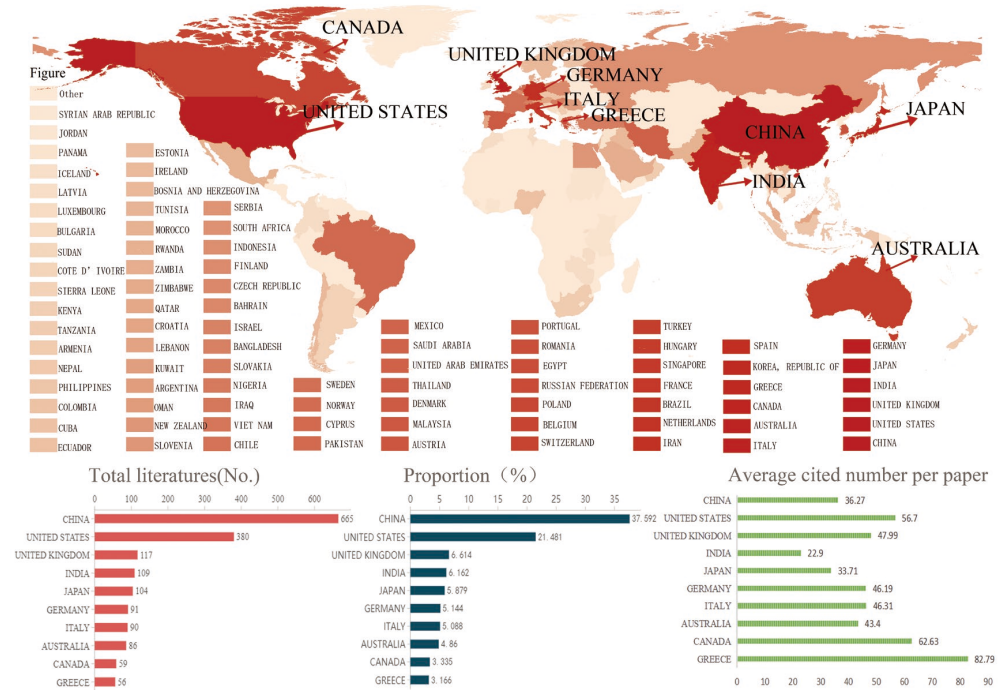 CANADA
UNITED KINGDOM
GERMANY
ITALY
GREECE
UNITED STATES
JAPAN
CHINA
INDIA
AUSTRALIA
Figure
Other
SYRIAN ARAB REPUBLIC
JORDAN
PANAMA
ICELAND
LATVIA
LUXEMBOURG
BULGARIA
SUDAN
COTE D' IVOIRE
SIERRA LEONE
KENYA
TANZANIA
ARMENIA
NEPAL
PHILIPPINES
COLOMBIA
CUBA
ECUADOR
ESTONIA
IRELAND
BOSNIA AND HERZEGOVINA
TUNISIA
MOROCCO
RWANDA
ZAMBIA
ZIMBABWE
QATAR
CROATIA
LEBANON
KUWAIT
ARGENTINA
OMAN
NEW ZEALAND
SLOVENIA
SERBIA
SOUTH AFRICA
INDONESIA
FINLAND
CZECH REPUBLIC
BAHRAIN
ISRAEL
BANGLADESH
SLOVAKIA
NIGERIA
IRAQ
VIET NAM
CHILE
SWEDEN
NORWAY
CYPRUS
PAKISTAN
MEXICO
SAUDI ARABIA
UNITED ARAB EMIRATES
THAILAND
DENMARK
MALAYSIA
AUSTRIA
PORTUGAL
ROMANIA
EGYPT
RUSSIAN FEDERATION
POLAND
BELGIUM
SWITZERLAND
TURKEY
HUNGARY
SINGAPORE
FRANCE
BRAZIL
NETHERLANDS
IRAN
SPAIN
KOREA, REPUBLIC OF
GREECE
CANADA
AUSTRALIA
ITALY
GERMANY
JAPAN
INDIA
UNITED KINGDOM
UNITED STATES
CHINA
Total literatures(No.)
0 100 200 300 400 500 600
CHINA 665
UNITED STATES 380
UNITED KINGDOM 117
INDIA 109
JAPAN 104
GERMANY 91
ITALY 90
AUSTRALIA 86
CANADA 59
GREECE 56
Proportion (%)
0 5 10 15 20 25 30 35
CHINA 37.592
UNITED STATES 21.481
UNITED KINGDOM 6.614
INDIA 6.162
JAPAN 5.879
GERMANY 5.144
ITALY 5.088
AUSTRALIA 4.86
CANADA 3.335
GREECE 3.166
Average cited number per paper
CHINA 36.27
UNITED STATES 56.7
UNITED KINGDOM 47.99
INDIA 22.9
JAPAN 33.71
GERMANY 46.19
ITALY 46.31
AUSTRALIA 43.4
CANADA 62.63
GREECE 82.79
0 10 20 30 40 50 60 70 80 90